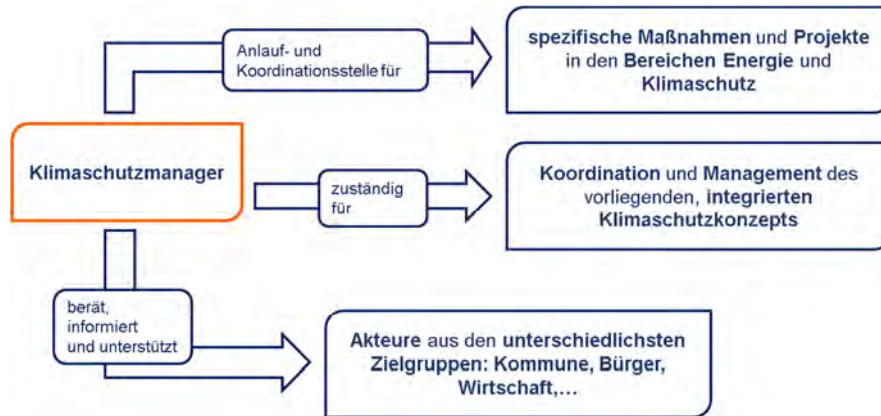 Anlauf- und
Koordinationsstelle für
spezifische Maßnahmen und Projekte
in den Bereichen Energie und
Klimaschutz
Klimaschutzmanager
zuständig
für
Koordination und Management des
vorliegenden, integrierten
Klimaschutzkonzepts
berät,
informiert
und unterstützt
Akteure aus den unterschiedlichsten
Zielgruppen: Kommune, Bürger,
Wirtschaft,...